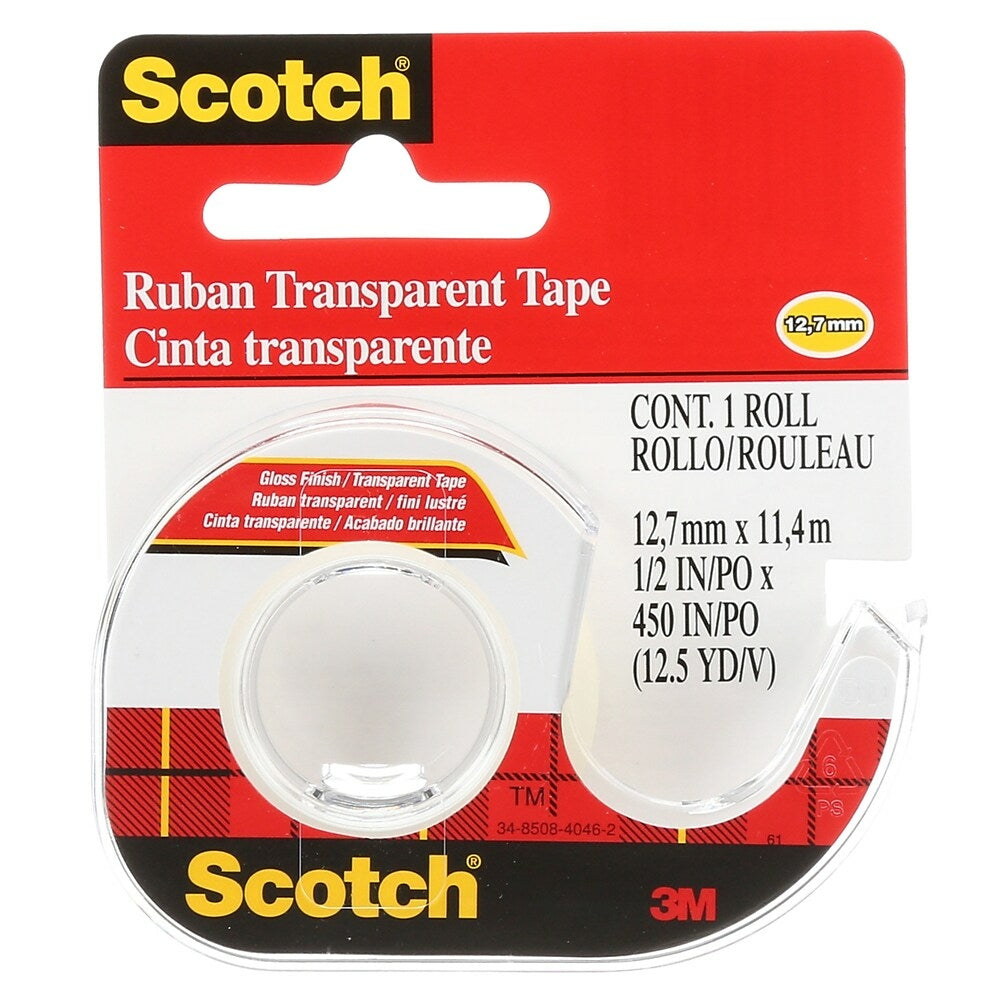 Scotch®
Ruban Transparent Tape
Cinta transparente
12,7mm
CONT. 1 ROLL
ROLLO/ROULEAU
12,7mm x 11,4m
1/2 IN/PO x
450 IN/PO
(12.5 YD/V)
Gloss Finish / Transparent Tape
Ruban transparent / fini lustré
Cinta transparente / Acabado brillante
6
PS
TM
34-8508-4046-2
61
Scotch®
3M